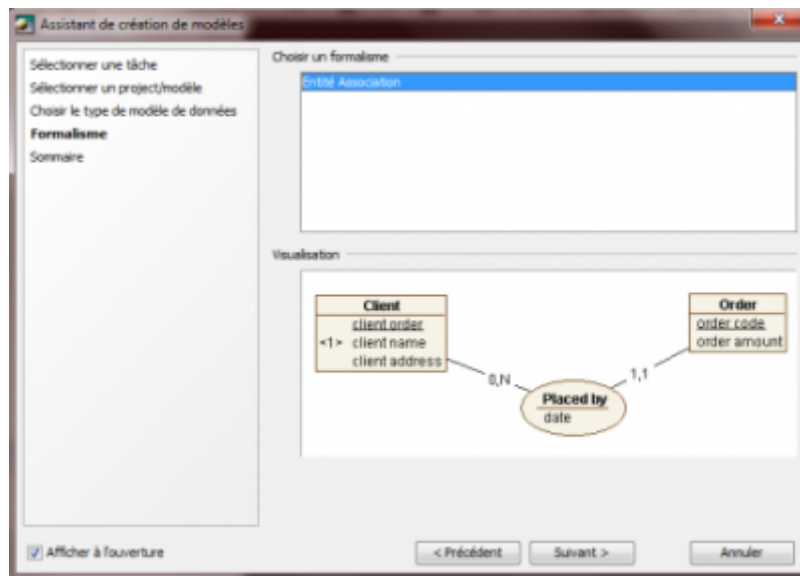 Assistant de création de modèles
Sélectionner une tâche
Sélectionner un project/modèle
Choisir le type de modèle de données
Formalisme
Sommaire
Choisir un formalisme
Entité Association
Visualisation
Client
client order
<1> client name
client address
0,N
Placed by
date
1,1
Order
order code
order amount
Afficher à l'ouverture
< Précédent
Suivant >
Annuler